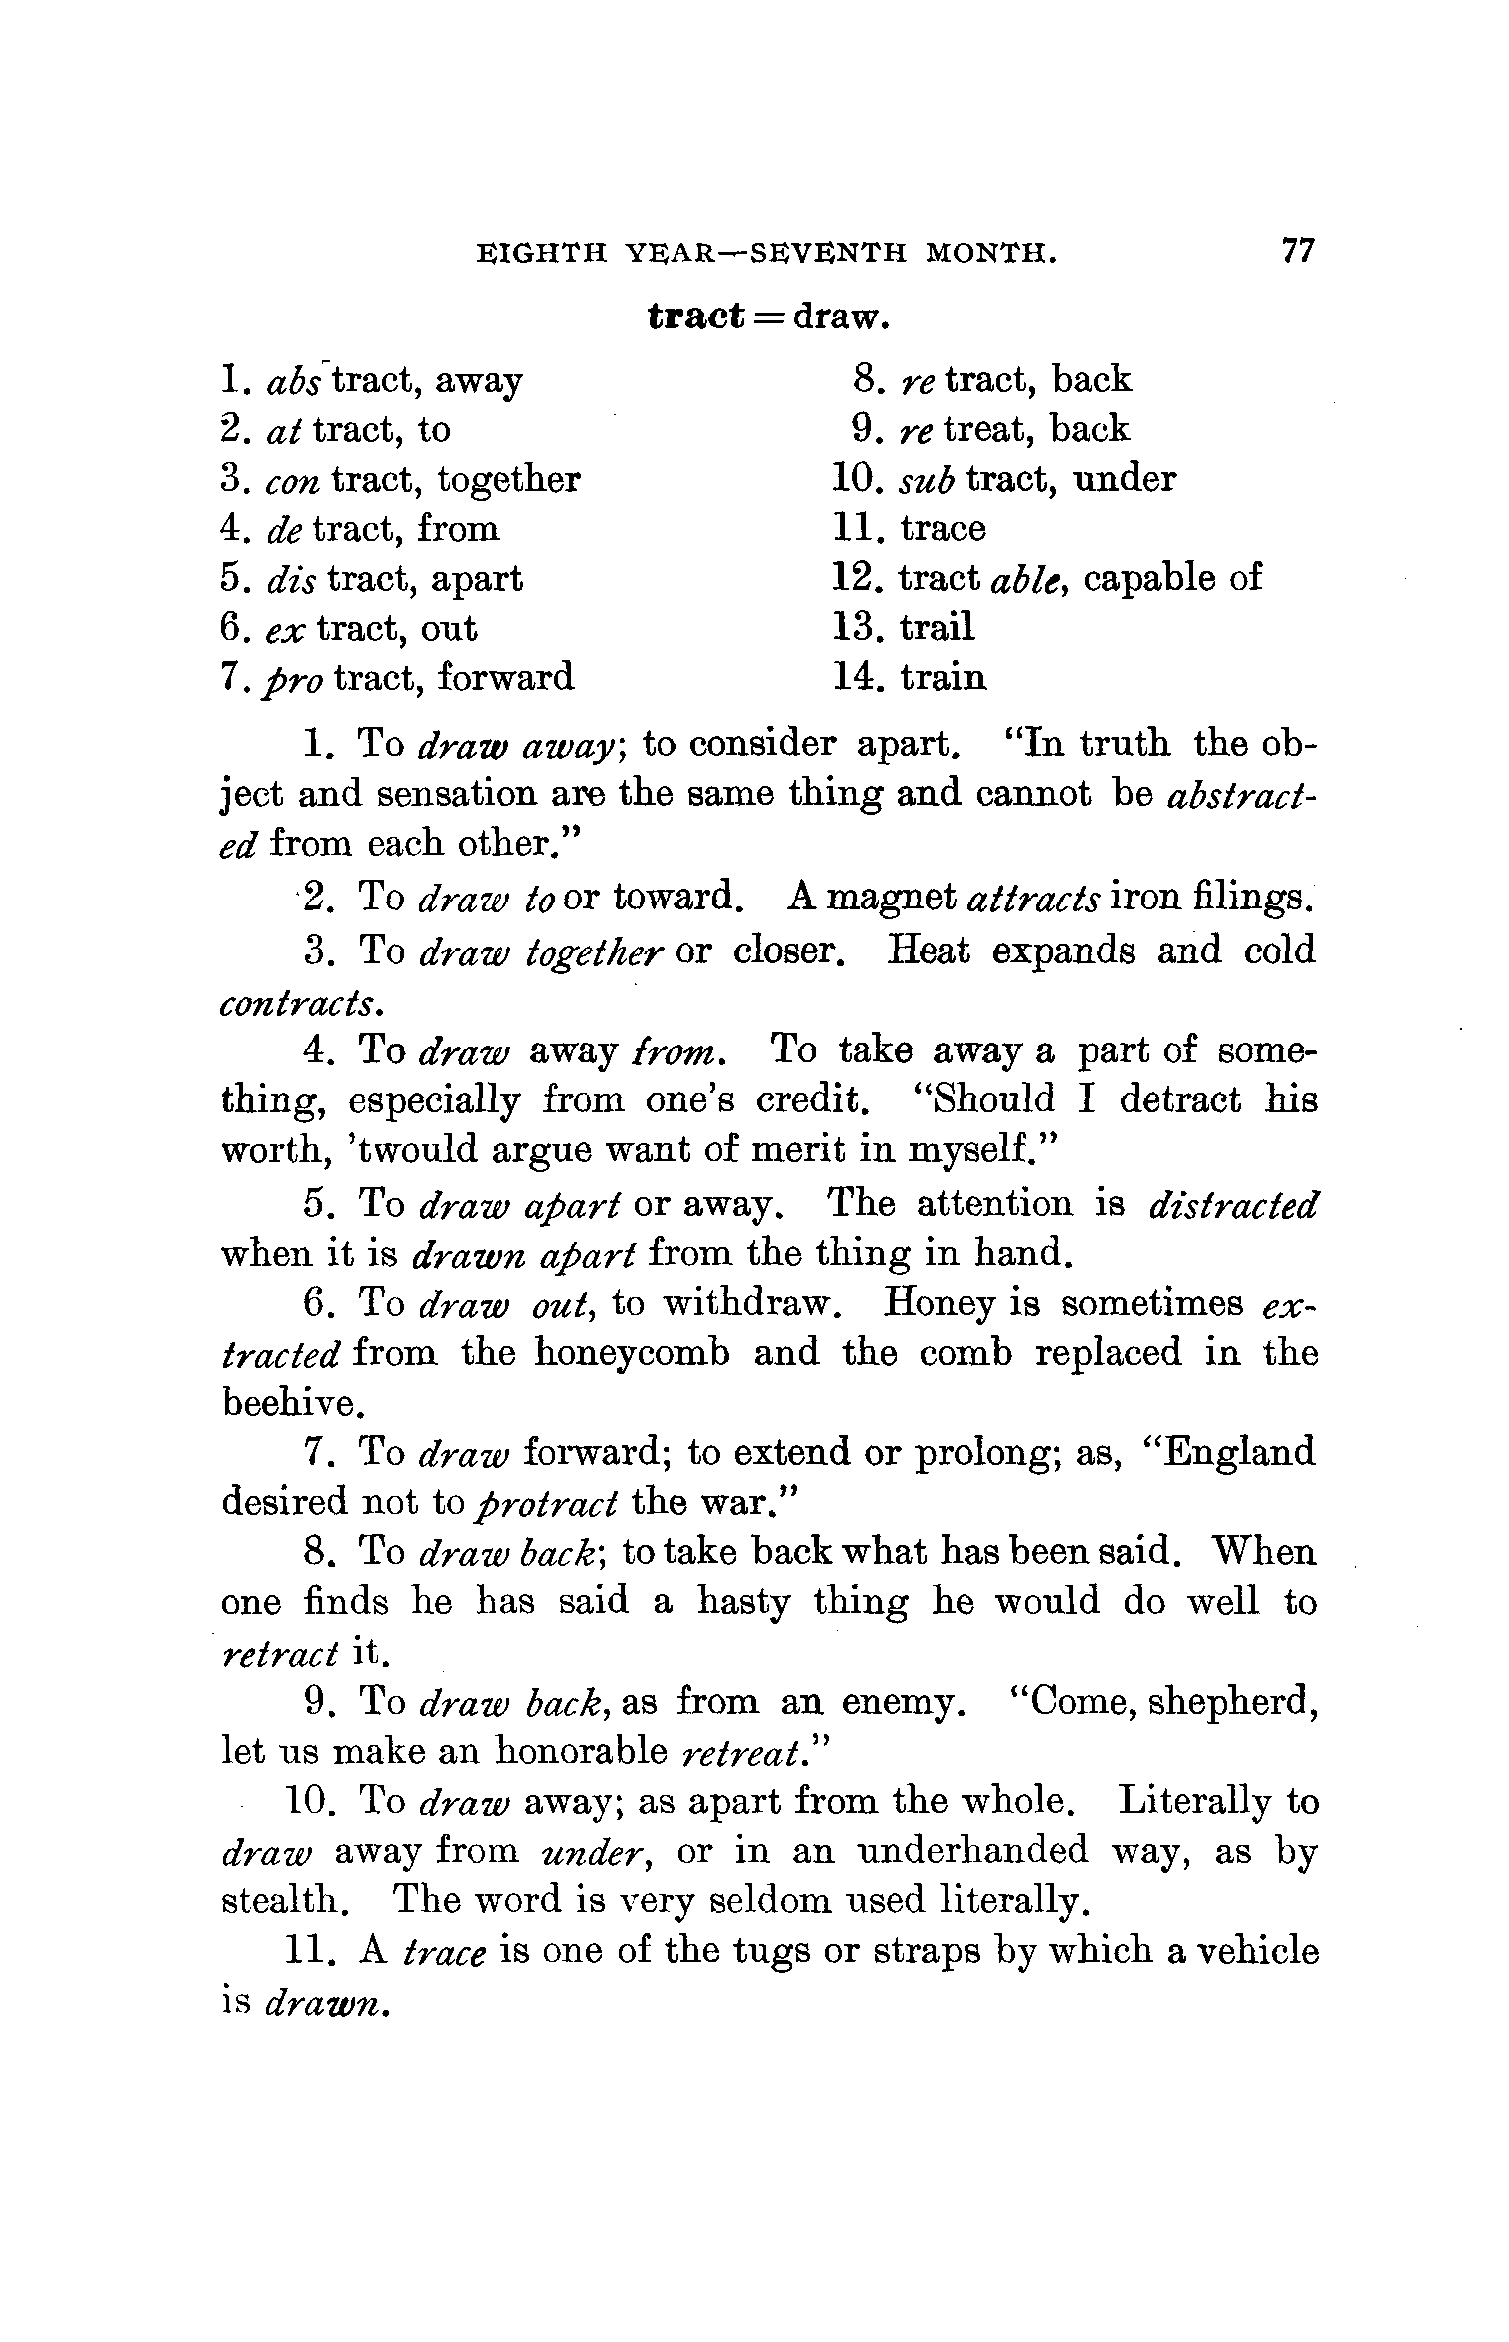 EIGHTH YEAR—SEVENTH MONTH. 77
tract = draw.
1. abs tract, away
2. at tract, to
3. con tract, together
4. de tract, from
5. dis tract, apart
6. ex tract, out
7. pro tract, forward
8. re tract, back
9. re treat, back
10. sub tract, under
11. trace
12. tract able, capable of
13. trail
14. train
1. To draw away; to consider apart. "In truth the ob-
ject and sensation are the same thing and cannot be abstract-
ed from each other."
2. To draw to or toward. A magnet attracts iron filings.
3. To draw together or closer. Heat expands and cold
contracts.
4. To draw away from. To take away a part of some-
thing, especially from one's credit. "Should I detract his
worth, 'twould argue want of merit in myself."
5. To draw apart or away. The attention is distracted
when it is drawn apart from the thing in hand.
6. To draw out, to withdraw. Honey is sometimes ex-
tracted from the honeycomb and the comb replaced in the
beehive.
7. To draw forward; to extend or prolong; as, "England
desired not to protract the war."
8. To draw back; to take back what has been said. When
one finds he has said a hasty thing he would do well to
retract it.
9. To draw back, as from an enemy. "Come, shepherd,
let us make an honorable retreat."
10. To draw away; as apart from the whole. Literally to
draw away from under, or in an underhanded way, as by
stealth. The word is very seldom used literally.
11. A trace is one of the tugs or straps by which a vehicle
is drawn.